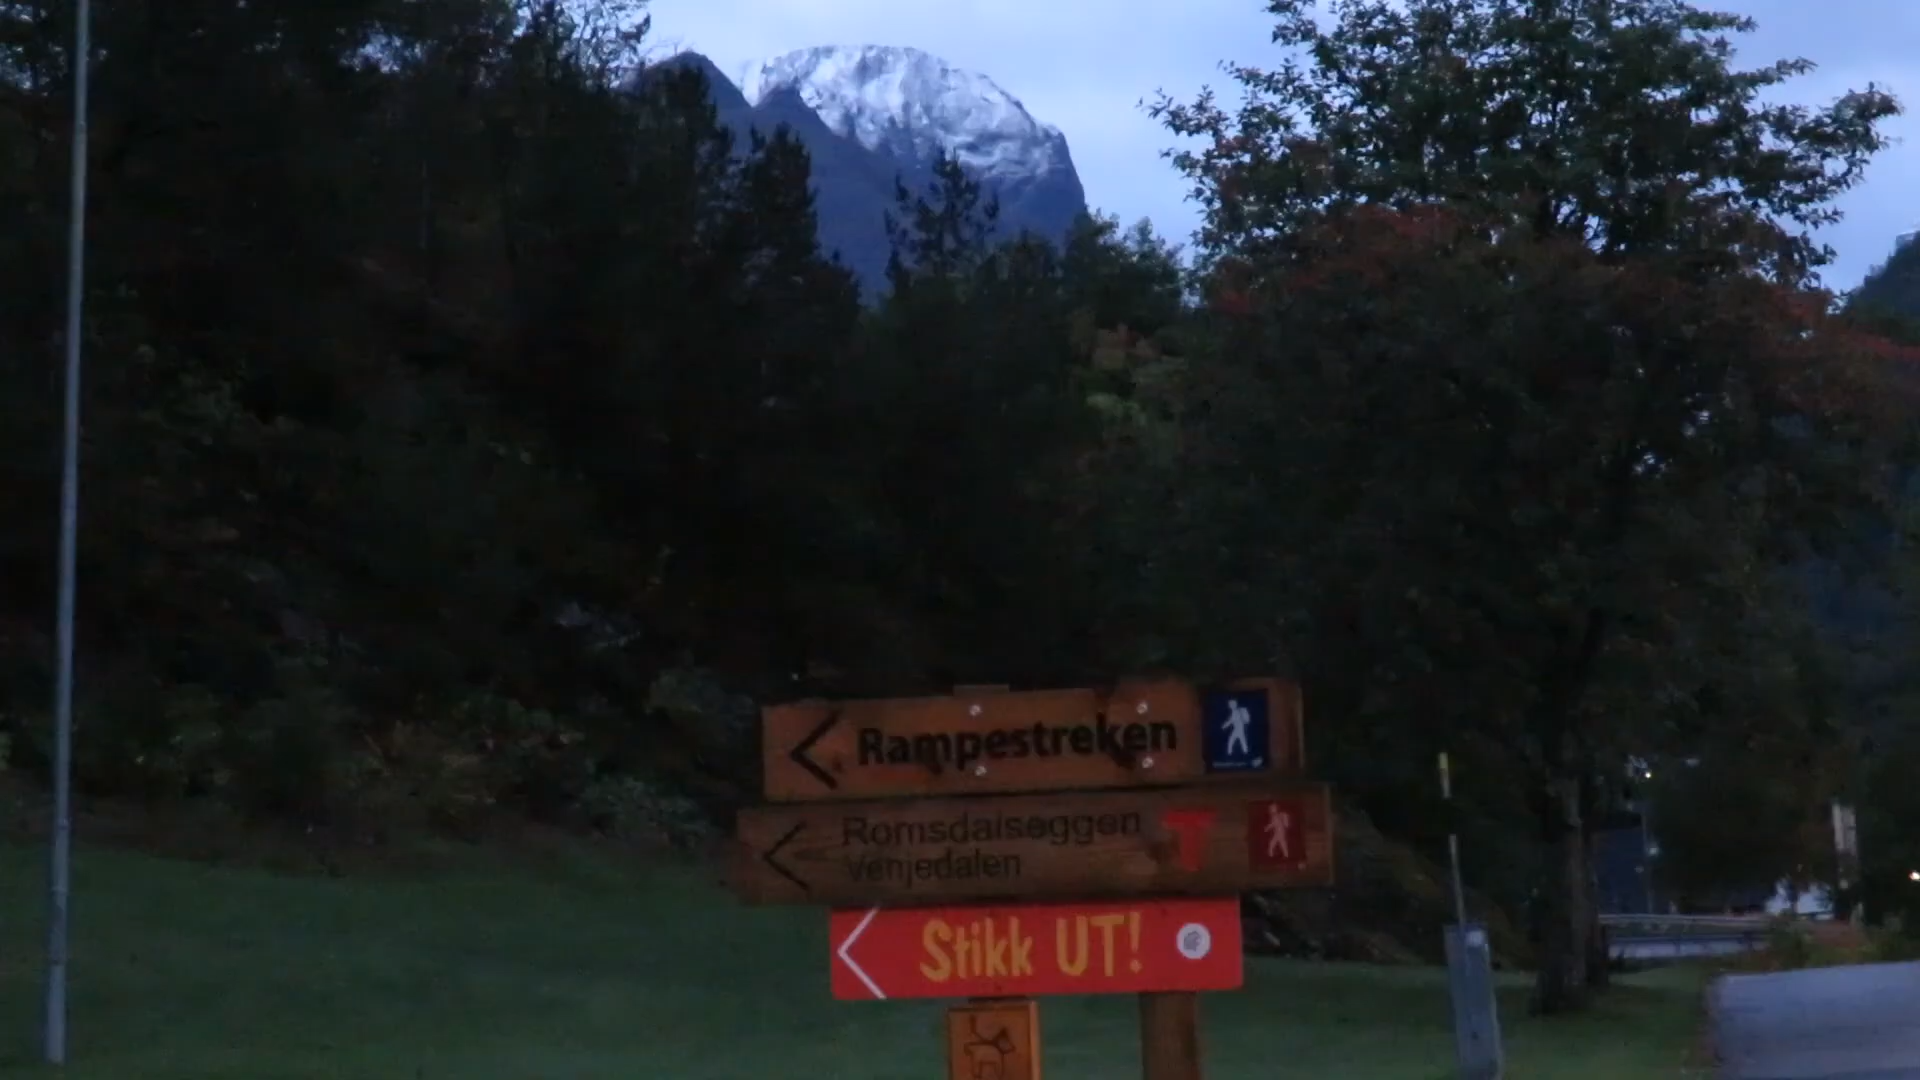 Rampestreken
Romsdalseggen T
Venjedalen
Stikk UT!